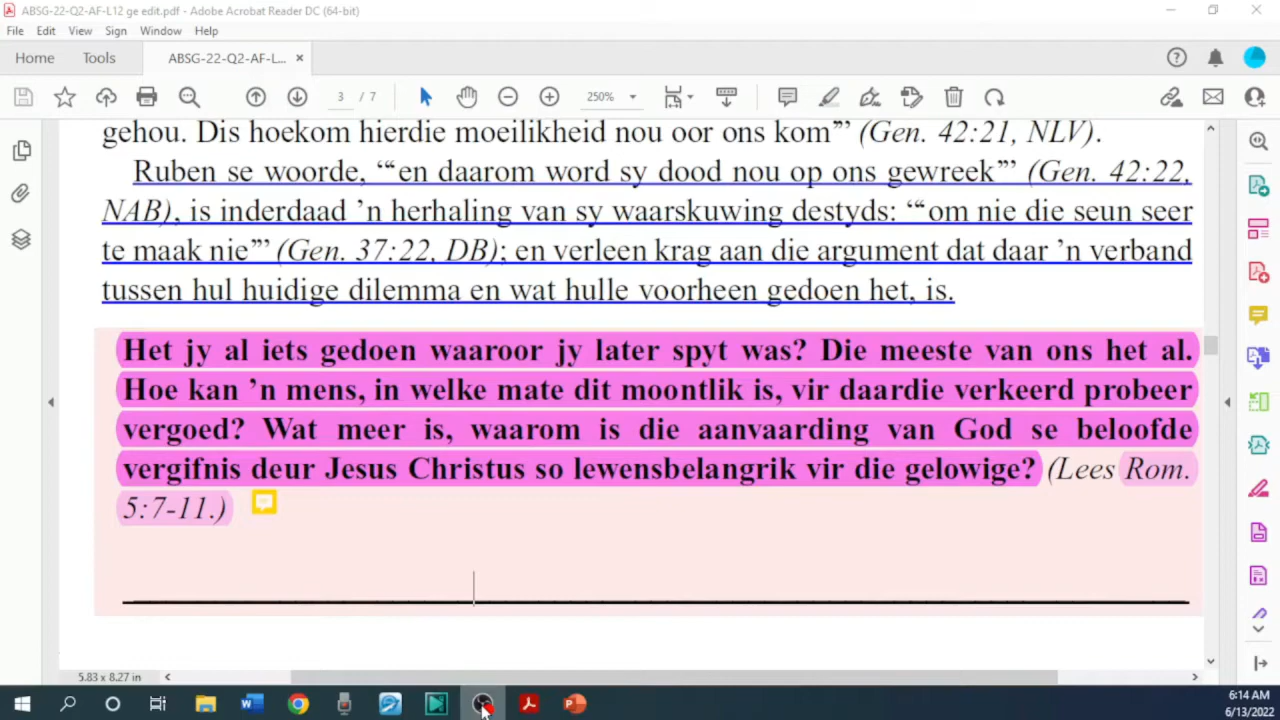 ABSG-22-Q2-AF-L12 ge edit.pdf - Adobe Acrobat Reader DC (64-bit)
File Edit View Sign Window Help
Home Tools ABSG-22-Q2-AF-L... ×
3 / 7 250%
gehou. Dis hoekom hierdie moeilikheid nou oor ons kom’” (Gen. 42:21, NLV).
Ruben se woorde, ‘“en daarom word sy dood nou op ons gewreek”’ (Gen. 42:22,
NAB), is inderdaad ’n herhaling van sy waarskuwing destyds: ‘“om nie die seun seer
te maak nie”’ (Gen. 37:22, DB); en verleen krag aan die argument dat daar ’n verband
tussen hul huidige dilemma en wat hulle voorheen gedoen het, is.
Het jy al iets gedoen waaroor jy later spyt was? Die meeste van ons het al.
Hoe kan ’n mens, in welke mate dit moontlik is, vir daardie verkeerd probeer
vergoed? Wat meer is, waarom is die aanvaarding van God se beloofde
vergifnis deur Jesus Christus so lewensbelangrik vir die gelowige? (Lees Rom.
5:7-11.)
5.83 x 8.27 in
6:14 AM
6/13/2022